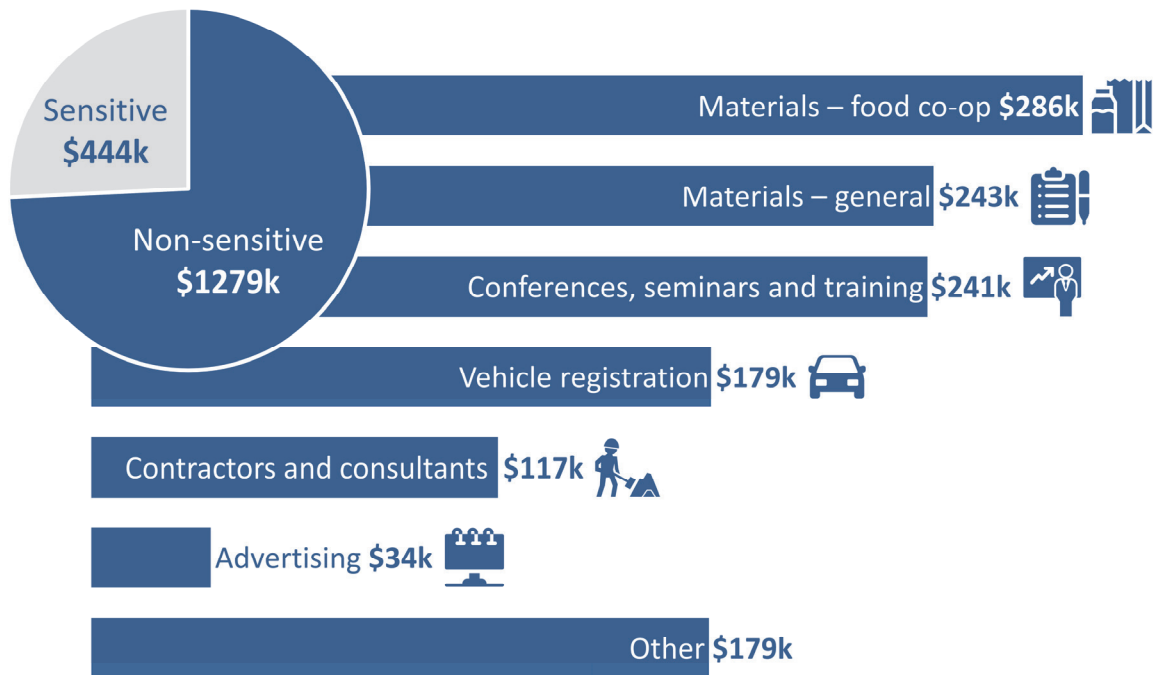 Sensitive
$444k
Non-sensitive
$1279k
Materials – food co-op $286k
Materials – general $243k
Conferences, seminars and training $241k
Vehicle registration $179k
Contractors and consultants $117k
Advertising $34k
Other $179k